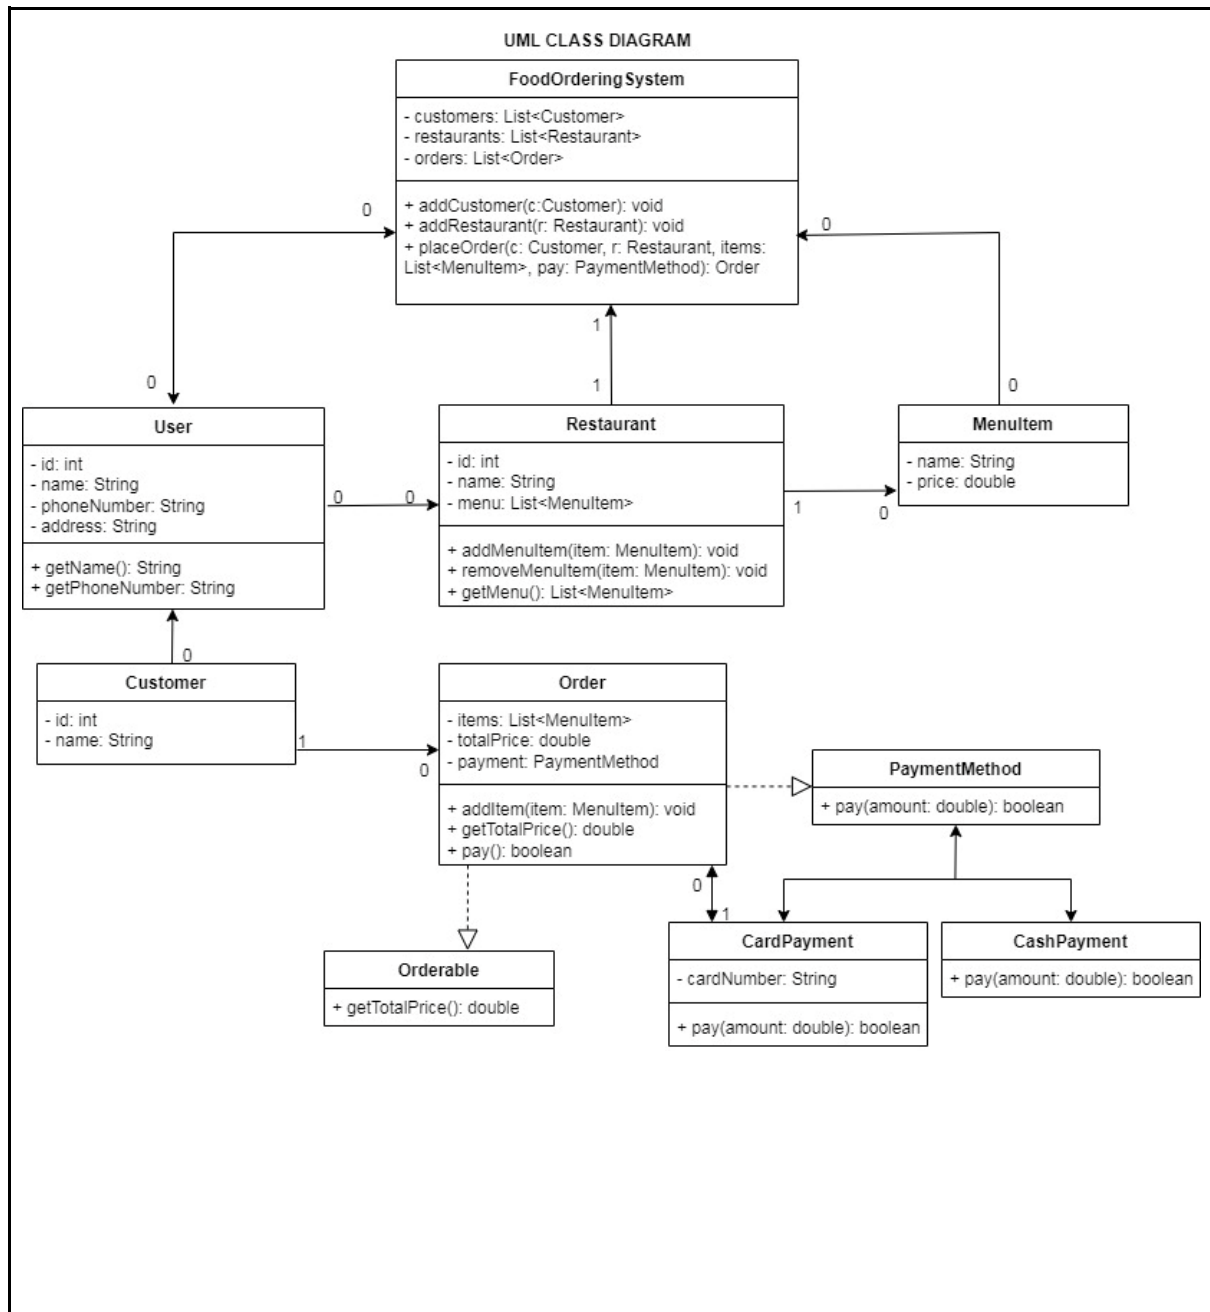 UML CLASS DIAGRAM
FoodOrderingSystem
- customers: List<Customer>
- restaurants: List<Restaurant>
- orders: List<Order>
+ addCustomer(c:Customer): void
+ addRestaurant(r: Restaurant): void
+ placeOrder(c: Customer, r: Restaurant, items:
List<MenuItem>, pay: PaymentMethod): Order
0
0
1
1
0
0
User
- id: int
- name: String
- phoneNumber: String
- address: String
+ getName(): String
+ getPhoneNumber: String
0
0
Restaurant
- id: int
- name: String
- menu: List<MenuItem>
+ addMenuItem(item: MenuItem): void
+ removeMenuItem(item: MenuItem): void
+ getMenu(): List<MenuItem>
1
0
MenuItem
- name: String
- price: double
0
Customer
- id: int
- name: String
1
0
Order
- items: List<MenuItem>
- totalPrice: double
- payment: PaymentMethod
+ addItem(item: MenuItem): void
+ getTotalPrice(): double
+ pay(): boolean
PaymentMethod
+ pay(amount: double): boolean
0
1
Orderable
+ getTotalPrice(): double
CardPayment
- cardNumber: String
+ pay(amount: double): boolean
CashPayment
+ pay(amount: double): boolean